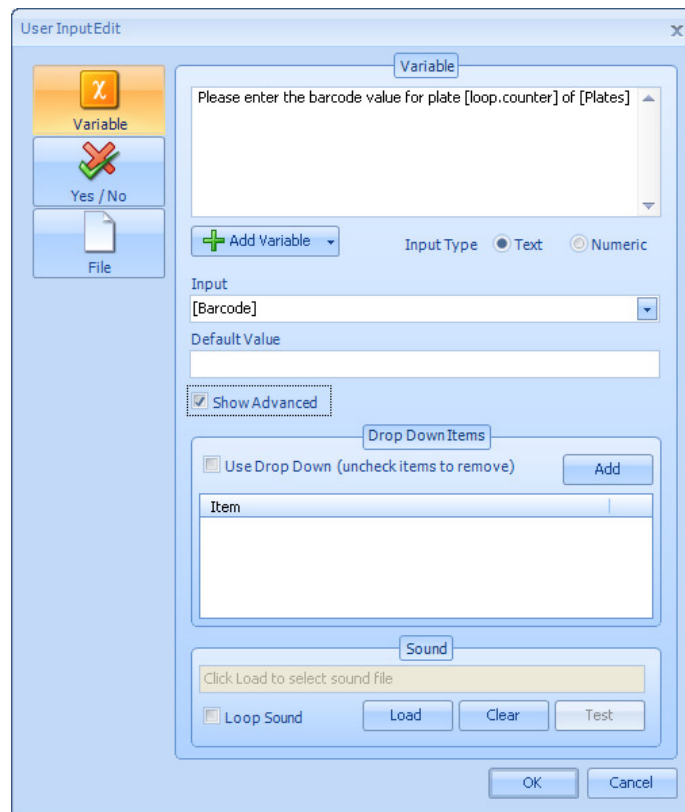 User Input Edit
x
Variable
Variable
Yes / No
File
Please enter the barcode value for plate [loop.counter] of [Plates]
Add Variable
Input Type Text Numeric
Input
[Barcode]
Default Value
Show Advanced
Drop Down Items
Use Drop Down (uncheck items to remove) Add
Item
Sound
Click Load to select sound file
Loop Sound Load Clear Test
OK Cancel